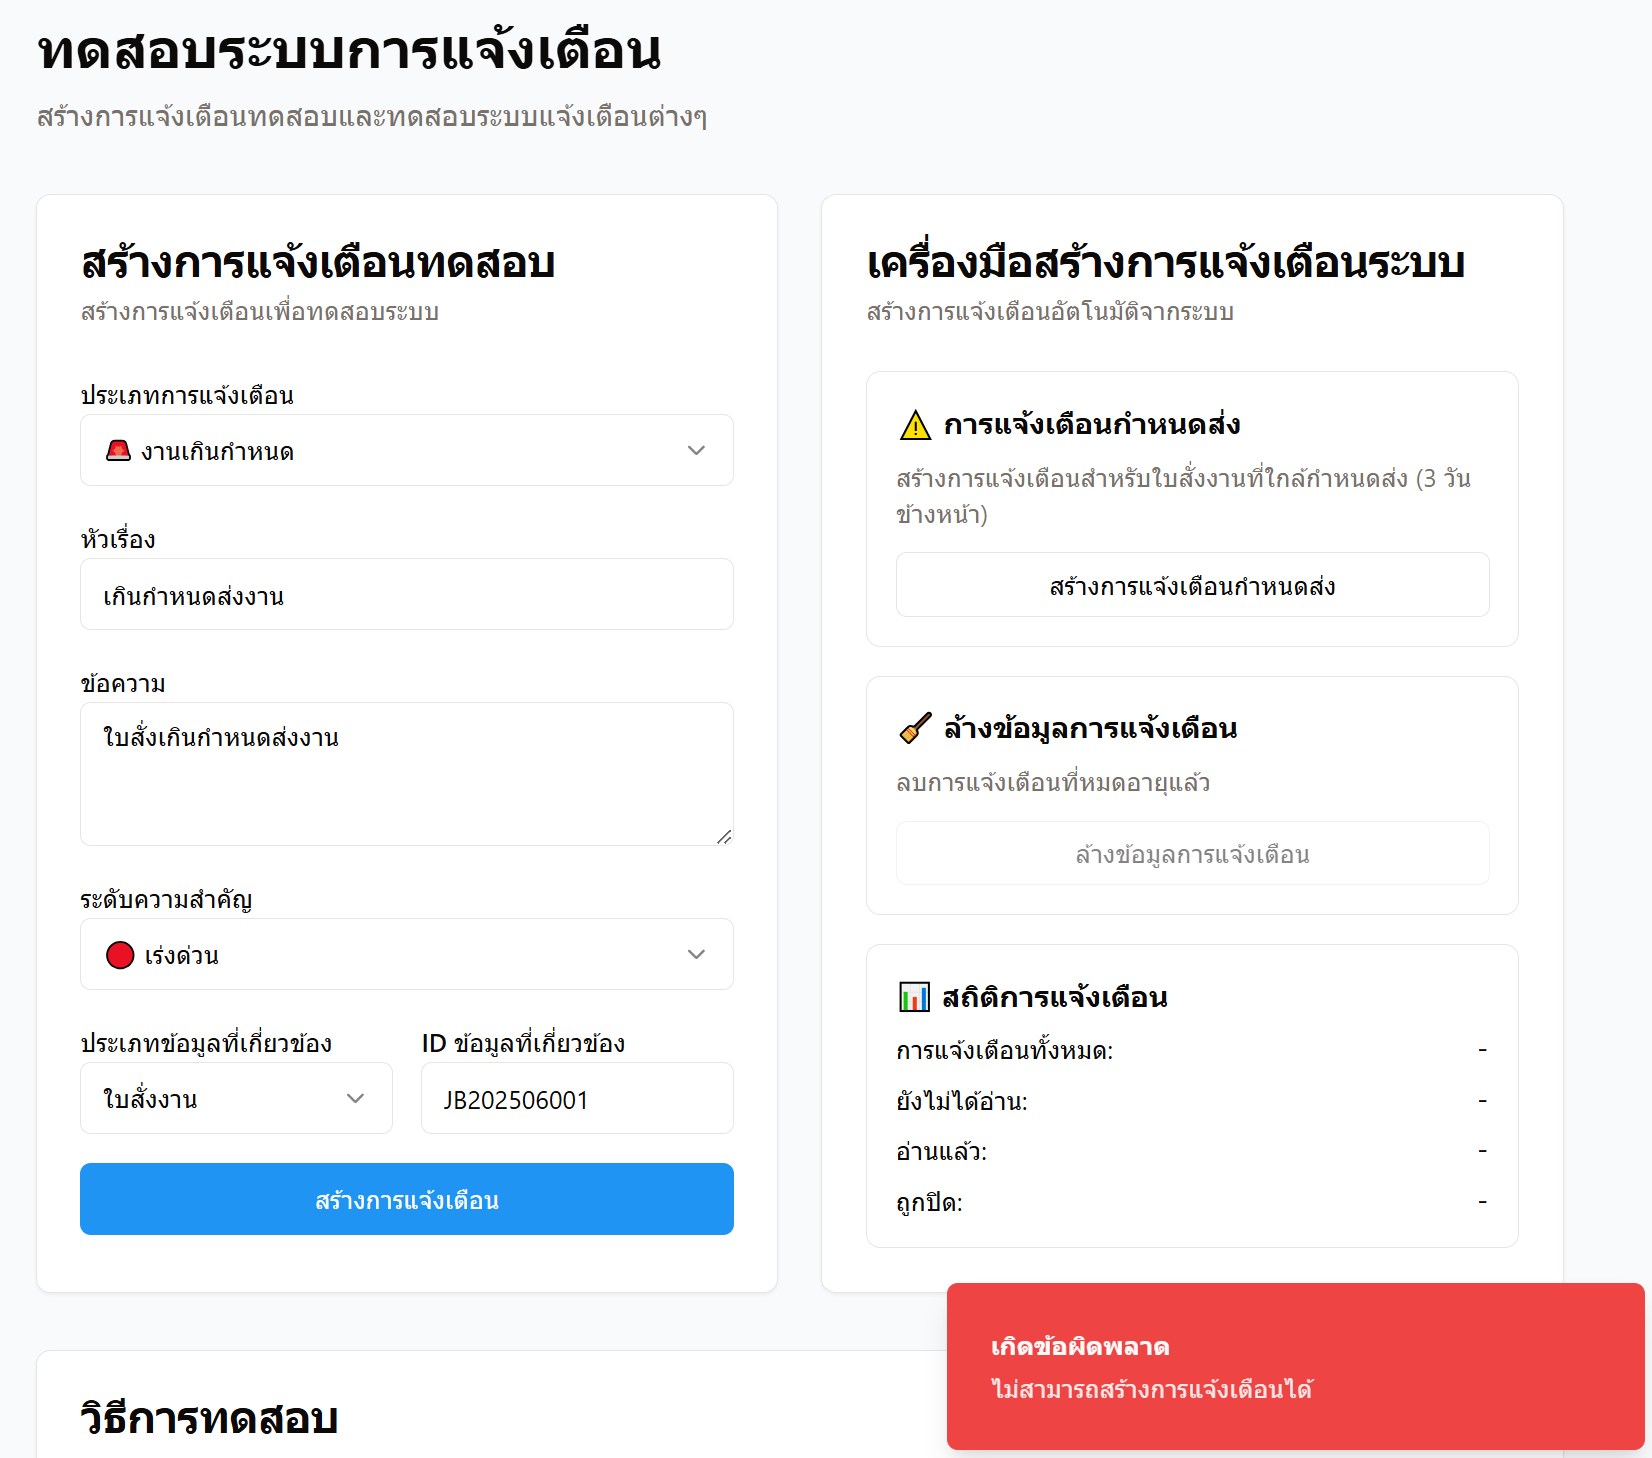 ทดสอบระบบการแจ้งเตือน
สร้างการแจ้งเตือนทดสอบและทดสอบระบบแจ้งเตือนต่างๆ
สร้างการแจ้งเตือนทดสอบ
สร้างการแจ้งเตือนเพื่อทดสอบระบบ
ประเภทการแจ้งเตือน
งานเกินกำหนด
หัวเรื่อง
เกินกำหนดส่งงาน
ข้อความ
ใบสั่งเกินกำหนดส่งงาน
ระดับความสำคัญ
เร่งด่วน
ประเภทข้อมูลที่เกี่ยวข้อง
ID ข้อมูลที่เกี่ยวข้อง
ใบสั่งงาน
JB202506001
สร้างการแจ้งเตือน
เครื่องมือสร้างการแจ้งเตือนระบบ
สร้างการแจ้งเตือนอัตโนมัติจากระบบ
การแจ้งเตือนกำหนดส่ง
สร้างการแจ้งเตือนสำหรับใบสั่งงานที่ใกล้กำหนดส่ง (3 วัน
ข้างหน้า)
สร้างการแจ้งเตือนกำหนดส่ง
ล้างข้อมูลการแจ้งเตือน
ลบการแจ้งเตือนที่หมดอายุแล้ว
ล้างข้อมูลการแจ้งเตือน
สถิติการแจ้งเตือน
การแจ้งเตือนทั้งหมด: -
ยังไม่ได้อ่าน: -
อ่านแล้ว: -
ถูกปิด: -
เกิดข้อผิดพลาด
ไม่สามารถสร้างการแจ้งเตือนได้
วิธีการทดสอบ